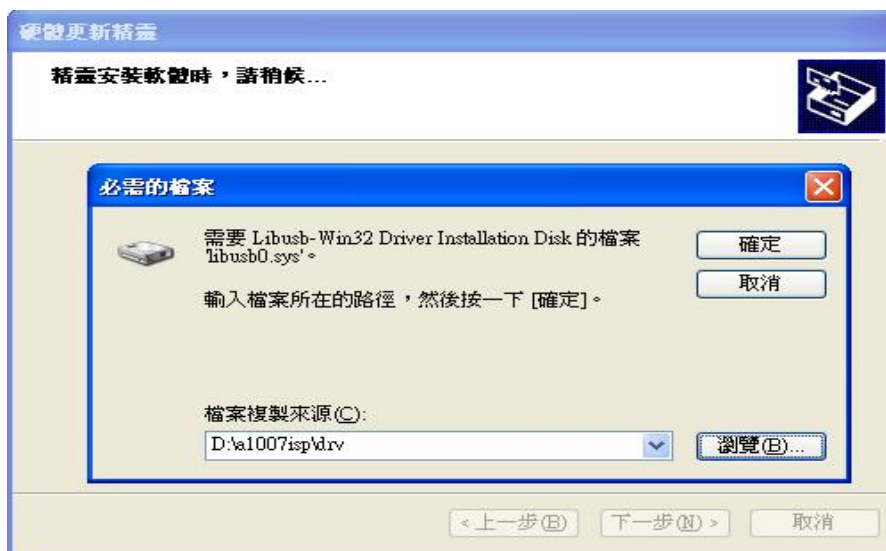 硬體更新精靈
精靈安裝軟體時，請稍候...
必需的檔案
需要 Libusb-Win32 Driver Installation Disk 的檔案
'libusb0.sys'。
確定
取消
輸入檔案所在的路徑，然後按一下 [確定]。
檔案複製來源(C):
D:\a1007isp\drv
瀏覽(B)...
< 上一步(B)
下一步(N) >
取消